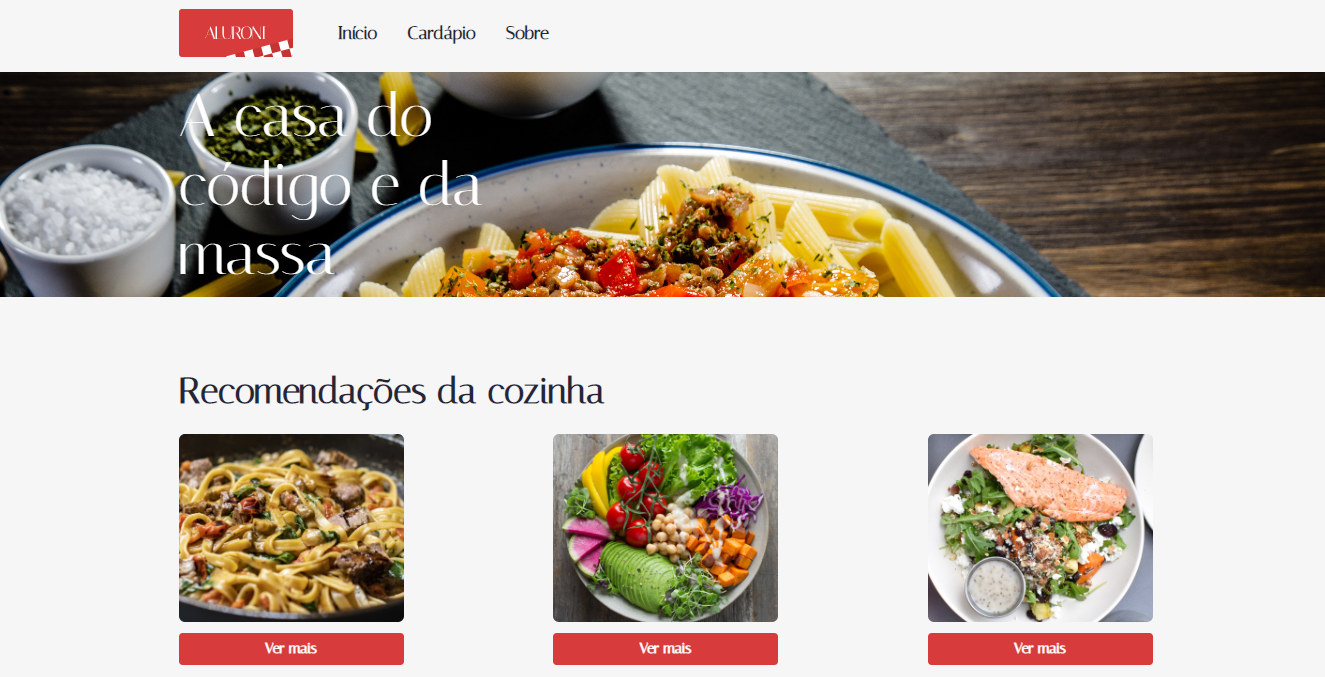 ALURONI
Início
Cardápio
Sobre
A casa do
código e da
massa
Recomendações da cozinha
Ver mais
Ver mais
Ver mais